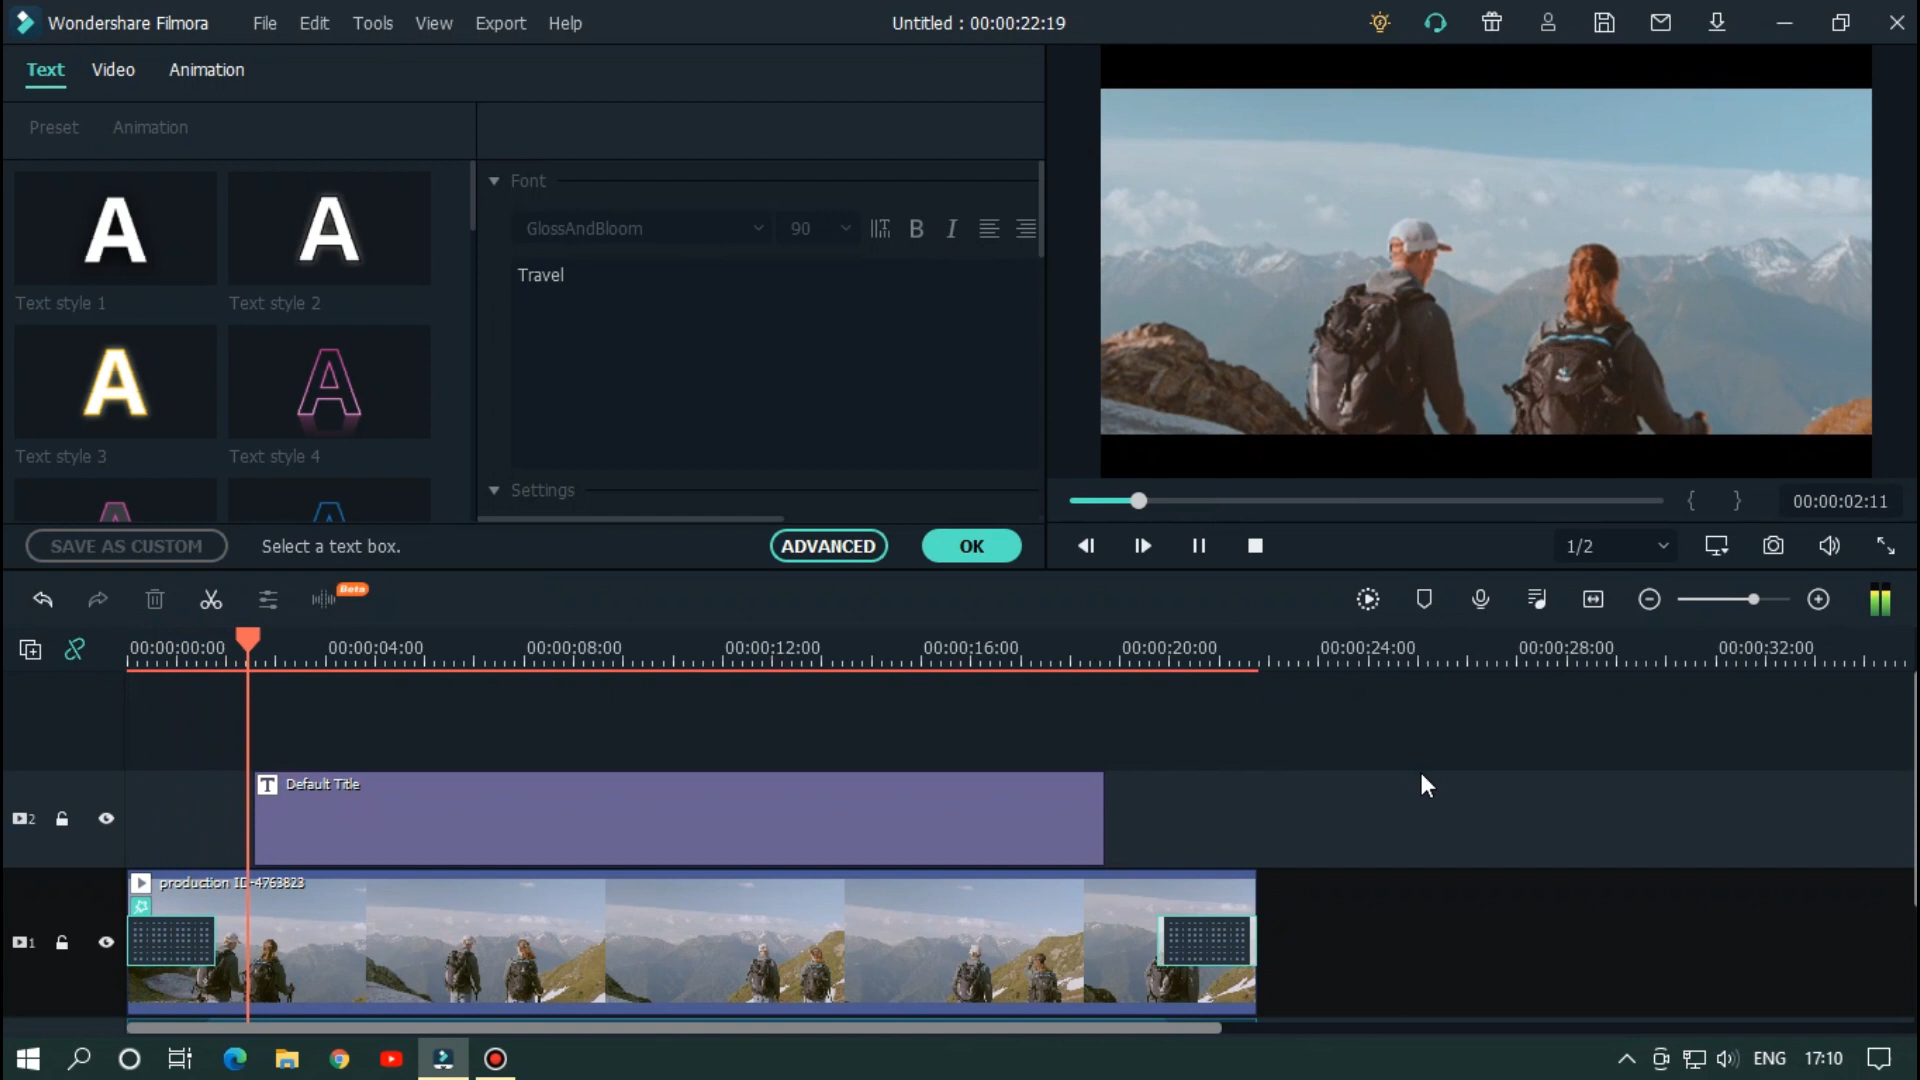 Wondershare Filmora File Edit Tools View Export Help Untitled : 00:00:22:19
Text Video Animation
Preset Animation
Font
GlossAndBloom 90 B I
Travel
A A
Text style 1 Text style 2
A A
Text style 3 Text style 4
Settings
SAVE AS CUSTOM Select a text box. ADVANCED OK
{ } 00:00:02:11
1/2
Beta
00:00:00:00 00:00:04:00 00:00:08:00 00:00:12:00 00:00:16:00 00:00:20:00 00:00:24:00 00:00:28:00 00:00:32:00
T Default Title
2
production ID-4763823
1
ENG 17:10